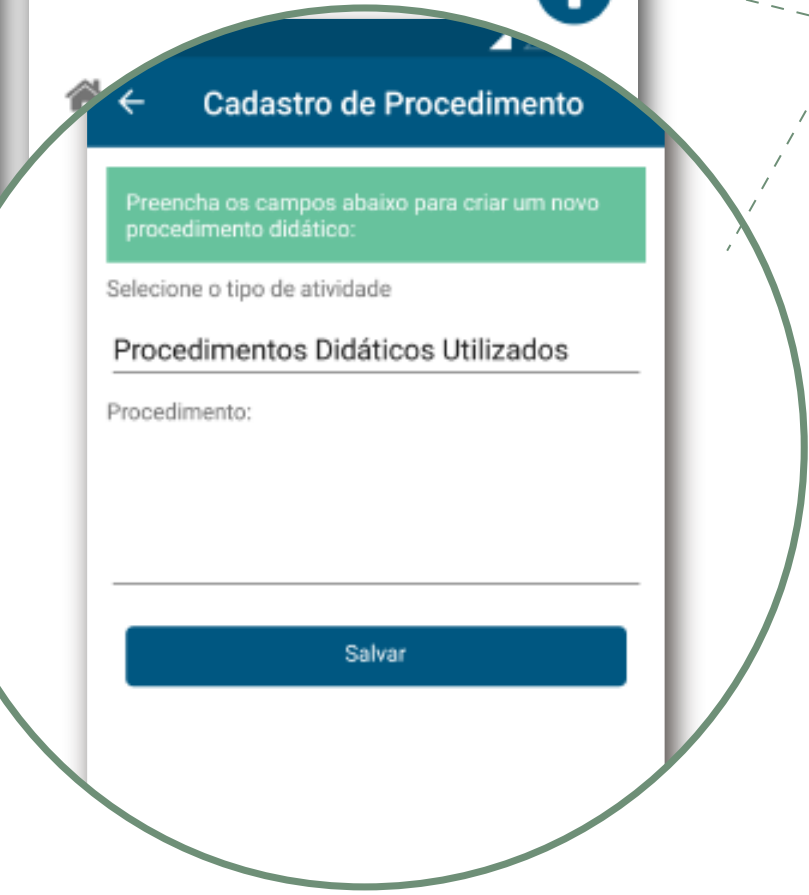 Cadastro de Procedimento
Preencha os campos abaixo para criar um novo
procedimento didático:
Selecione o tipo de atividade
Procedimentos Didáticos Utilizados
Procedimento:
Salvar